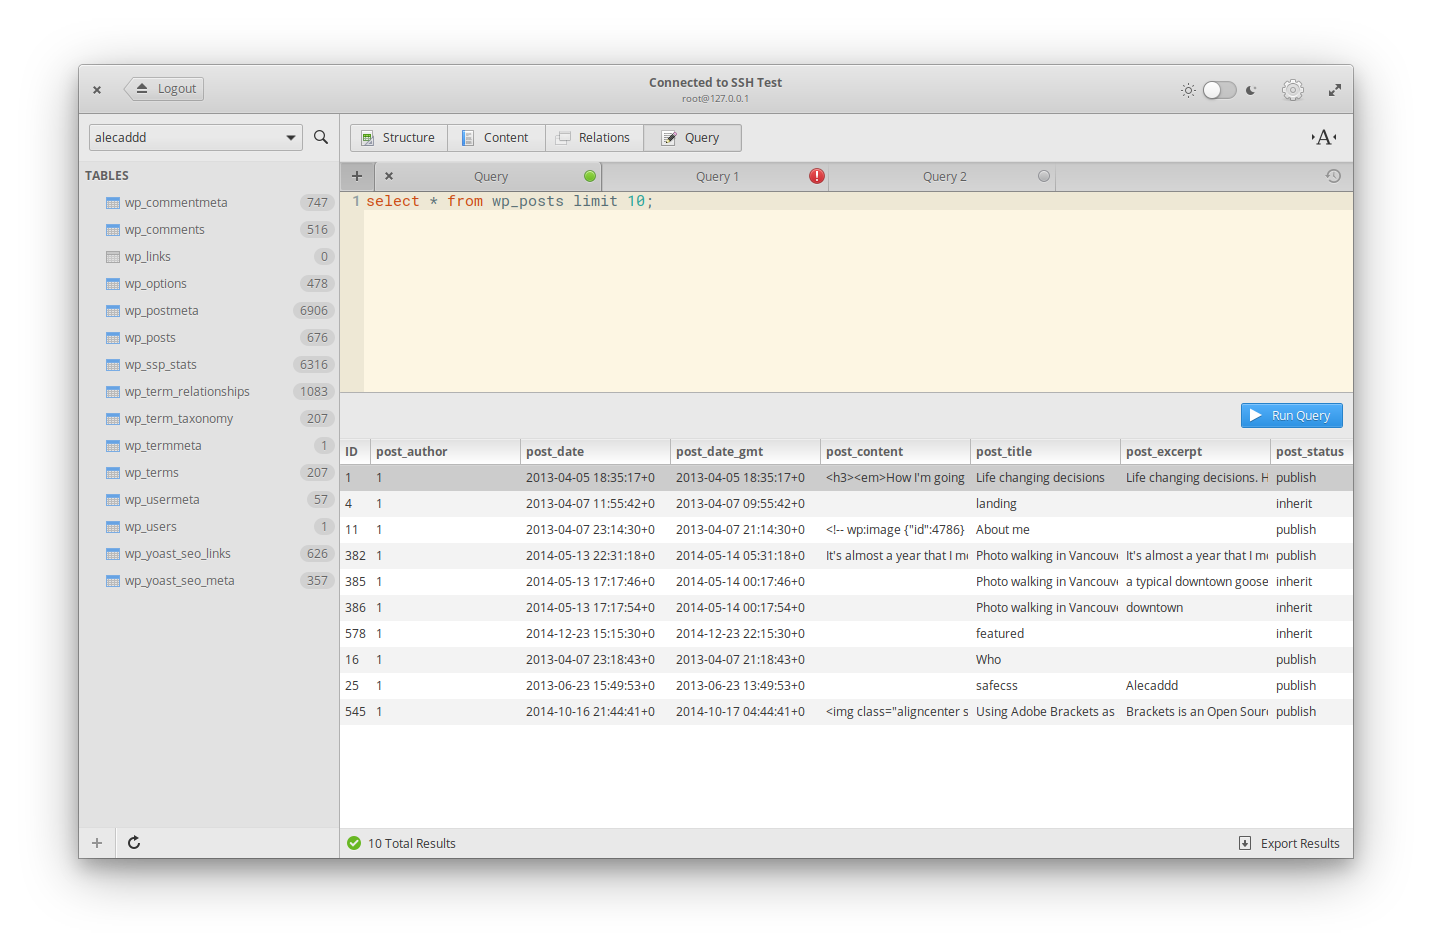 Connected to SSH Test
root@127.0.0.1
Logout
alecaddd
Structure Content Relations Query
A
TABLES
wp_commentmeta 747
wp_comments 516
wp_links 0
wp_options 478
wp_postmeta 6906
wp_posts 676
wp_ssp_stats 6316
wp_term_relationships 1083
wp_term_taxonomy 207
wp_termmeta 1
wp_terms 207
wp_usermeta 57
wp_users 1
wp_yoast_seo_links 626
wp_yoast_seo_meta 357
Query Query 1 Query 2
1 select * from wp_posts limit 10;
Run Query
ID post_author post_date post_date_gmt post_content post_title post_excerpt post_status
1 1 2013-04-05 18:35:17+0 2013-04-05 18:35:17+0 <h3><em>How I'm going Life changing decisions Life changing decisions. H publish
4 1 2013-04-07 11:55:42+0 2013-04-07 09:55:42+0 landing inherit
11 1 2013-04-07 23:14:30+0 2013-04-07 21:14:30+0 <!-- wp:image {"id":4786} About me publish
382 1 2014-05-13 22:31:18+0 2014-05-14 05:31:18+0 It's almost a year that I mo Photo walking in Vancouve It's almost a year that I mo publish
385 1 2014-05-13 17:17:46+0 2014-05-14 00:17:46+0 Photo walking in Vancouve a typical downtown goose inherit
386 1 2014-05-13 17:17:54+0 2014-05-14 00:17:54+0 Photo walking in Vancouve downtown inherit
578 1 2014-12-23 15:15:30+0 2014-12-23 22:15:30+0 featured inherit
16 1 2013-04-07 23:18:43+0 2013-04-07 21:18:43+0 Who publish
25 1 2013-06-23 15:49:53+0 2013-06-23 13:49:53+0 safecss Alecaddd publish
545 1 2014-10-16 21:44:41+0 2014-10-17 04:44:41+0 <img class="aligncenter s Using Adobe Brackets as Brackets is an Open Sourc publish
10 Total Results
Export Results